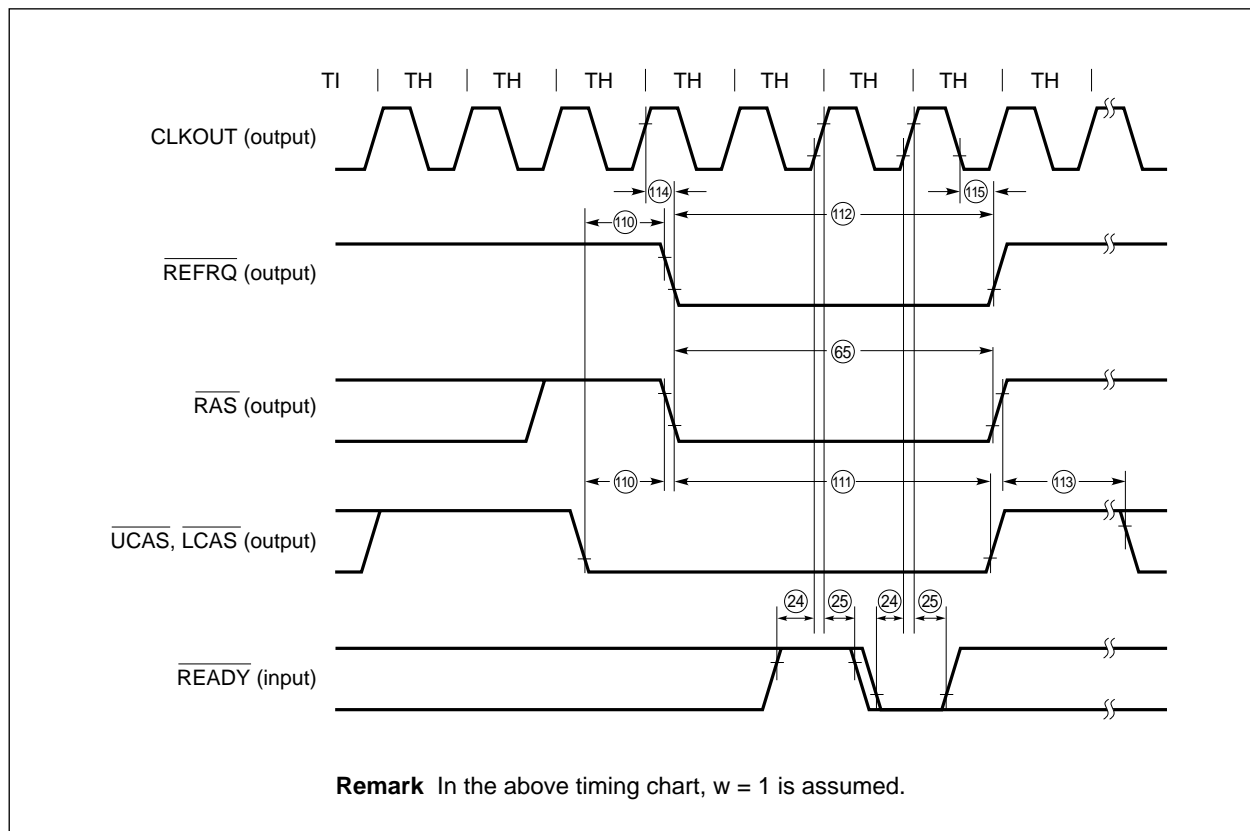 TI | TH | TH | TH | TH | TH | TH | TH | TH |
CLKOUT (output)
114 115
110 112
REFRQ (output)
65
RAS (output)
110 111 113
UCAS, LCAS (output)
24 25 24 25
READY (input)
Remark In the above timing chart, w = 1 is assumed.